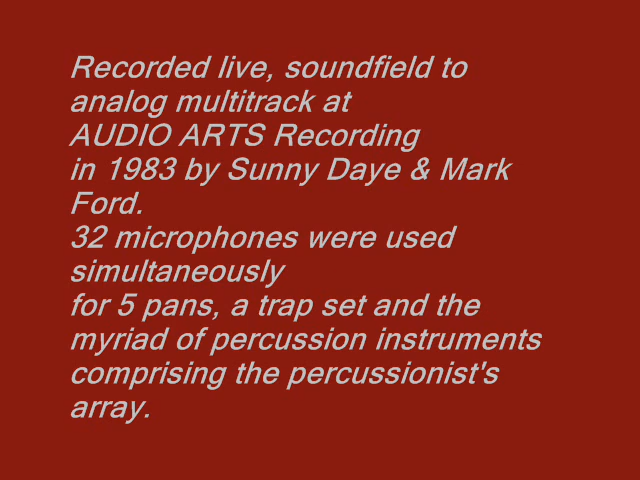 Recorded live, soundfield to
analog multitrack at
AUDIO ARTS Recording
in 1983 by Sunny Daye & Mark
Ford.
32 microphones were used
simultaneously
for 5 pans, a trap set and the
myriad of percussion instruments
comprising the percussionist's
array.